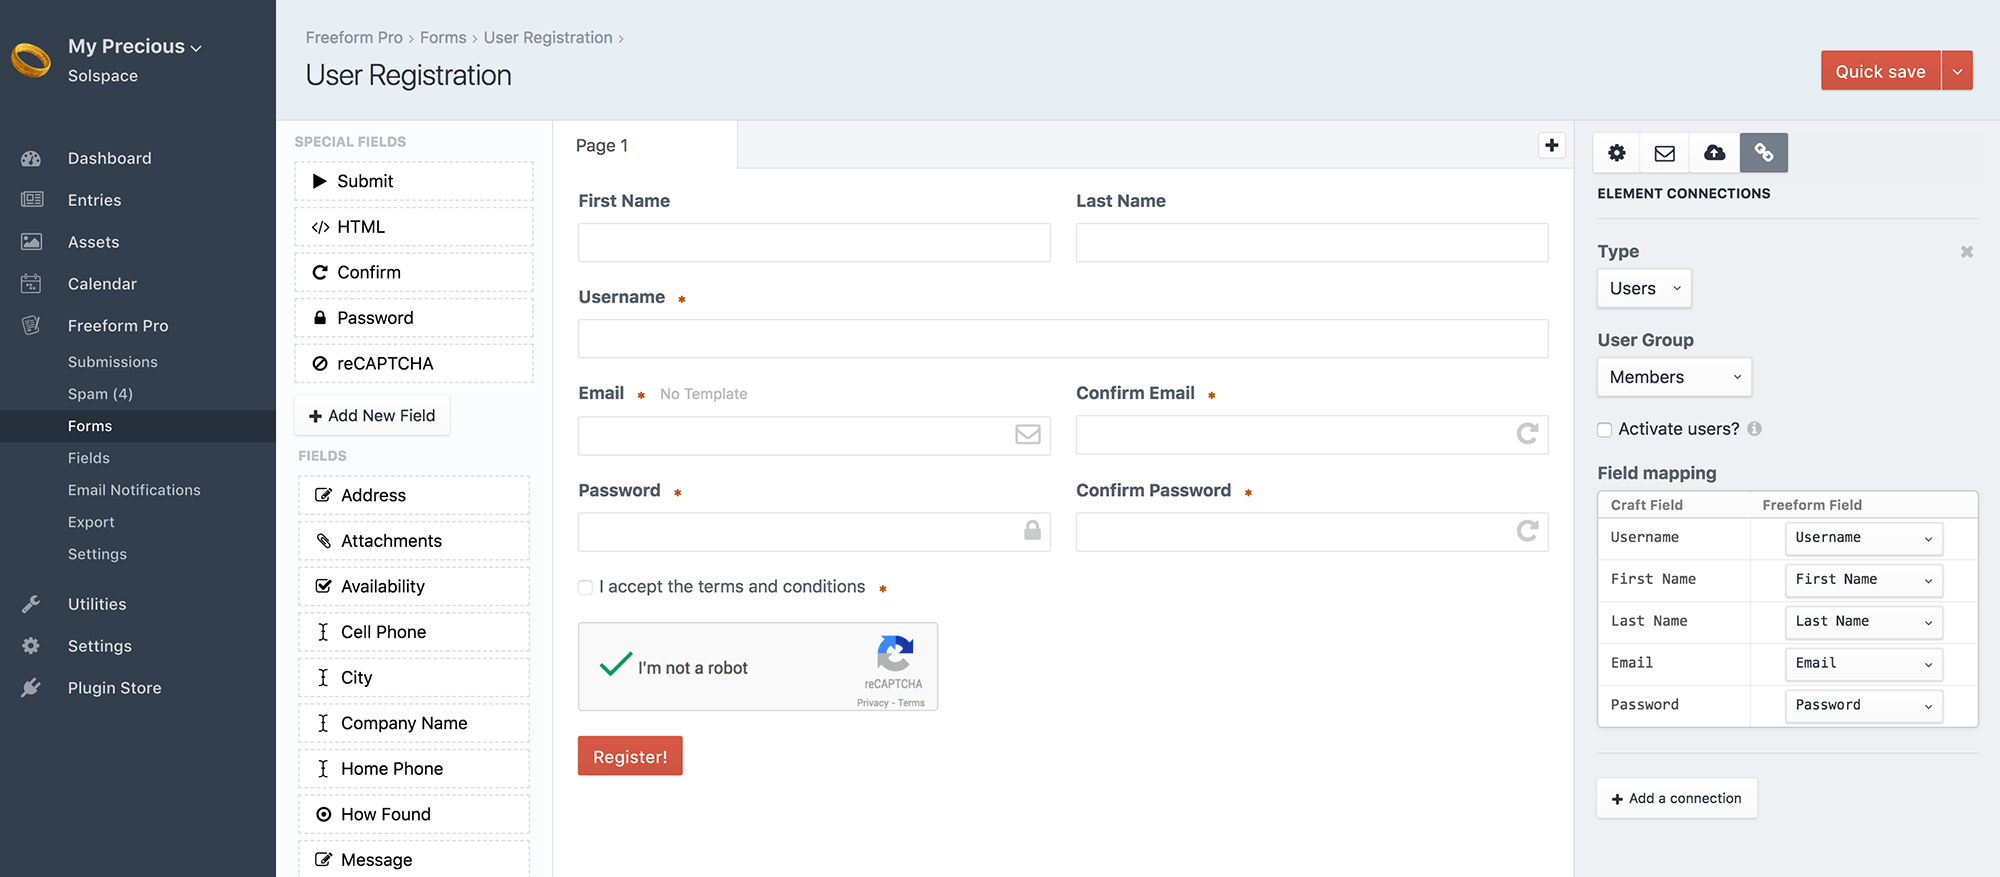 My Precious
Solspace
Dashboard
Entries
Assets
Calendar
Freeform Pro
Submissions
Spam (4)
Forms
Fields
Email Notifications
Export
Settings
Utilities
Settings
Plugin Store
Freeform Pro › Forms › User Registration ›
User Registration
Quick save
SPECIAL FIELDS
Submit
</> HTML
Confirm
Password
reCAPTCHA
+ Add New Field
FIELDS
Address
Attachments
Availability
Cell Phone
City
Company Name
Home Phone
How Found
Message
Page 1
+
First Name
Last Name
Username *
Email * No Template
Confirm Email *
Password *
Confirm Password *
I accept the terms and conditions *
I'm not a robot
reCAPTCHA
Privacy - Terms
Register!
ELEMENT CONNECTIONS
Type
Users
User Group
Members
Activate users?
Field mapping
Craft Field Freeform Field
Username Username
First Name First Name
Last Name Last Name
Email Email
Password Password
+ Add a connection